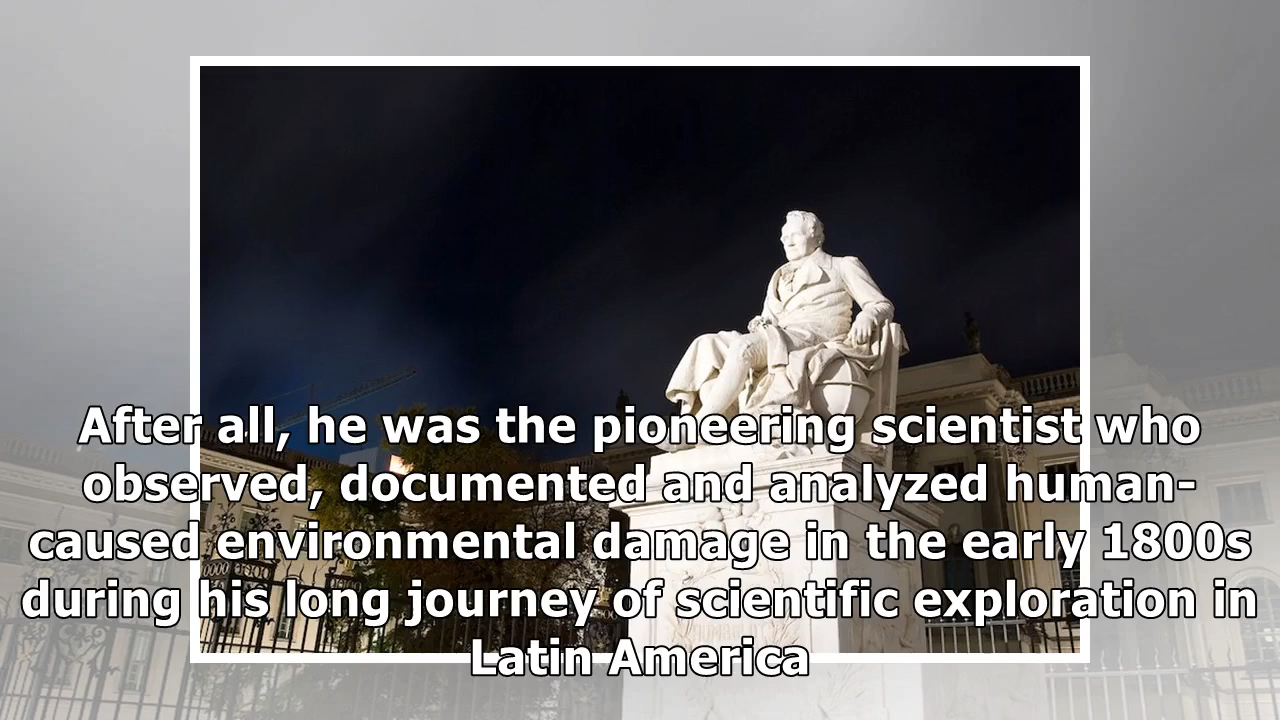 After all, he was the pioneering scientist who
observed, documented and analyzed human-
caused environmental damage in the early 1800s
during his long journey of scientific exploration in
Latin America